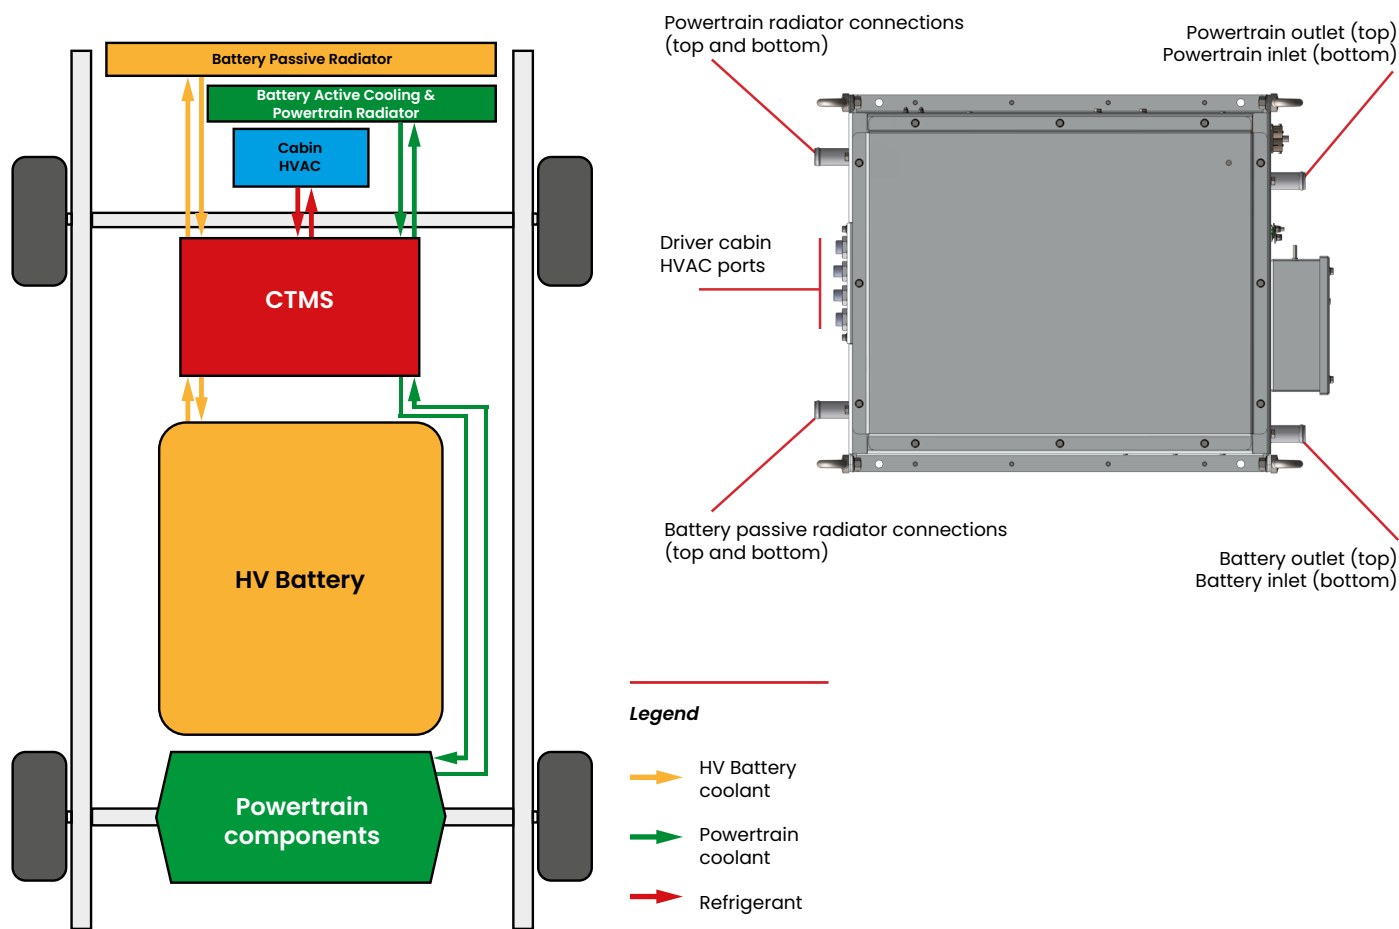 Battery Passive Radiator
Battery Active Cooling &
Powertrain Radiator
Cabin
HVAC
CTMS
HV Battery
Powertrain
components
Powertrain radiator connections
(top and bottom)
Powertrain outlet (top)
Powertrain inlet (bottom)
Driver cabin
HVAC ports
Battery passive radiator connections
(top and bottom)
Battery outlet (top)
Battery inlet (bottom)
Legend
HV Battery
coolant
Powertrain
coolant
Refrigerant